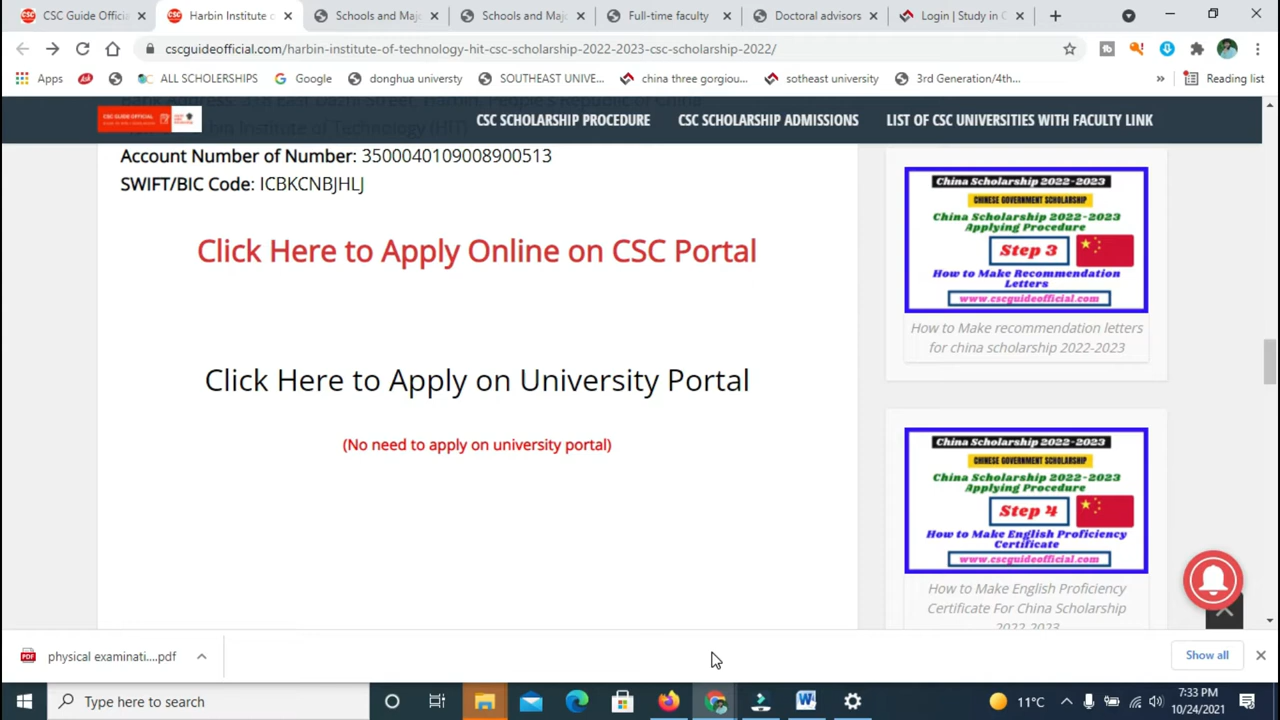 CSC Guide Officia
Harbin Institute o
Schools and Majo
Schools and Majo
Full-time faculty
Doctoral advisors
Login | Study in C
cscguideofficial.com/harbin-institute-of-technology-hit-csc-scholarship-2022-2023-csc-scholarship-2022/
Apps
ALL SCHOLERSHIPS
Google
donghua university
SOUTHEAST UNIVE...
china three gorgou...
sotheast university
3rd Generation/4th...
Reading list
CSC GUIDE OFFICIAL
CSC SCHOLARSHIP PROCEDURE
CSC SCHOLARSHIP ADMISSIONS
LIST OF CSC UNIVERSITIES WITH FACULTY LINK
Account Number of Number: 3500040109008900513
SWIFT/BIC Code: ICBKCNBJHLJ
Click Here to Apply Online on CSC Portal
Click Here to Apply on University Portal
(No need to apply on university portal)
China Scholarship 2022-2023
CHINESE GOVERNMENT SCHOLARSHIP
China Scholarship 2022-2023
Applying Procedure
Step 3
How to Make Recommendation
Letters
www.cscguideofficial.com
How to Make recommendation letters
for china scholarship 2022-2023
China Scholarship 2022-2023
CHINESE GOVERNMENT SCHOLARSHIP
China Scholarship 2022-2023
Applying Procedure
Step 4
How to Make English Proficiency
Certificate
www.cscguideofficial.com
How to Make English Proficiency
Certificate For China Scholarship
2022-2023
physical examinati....pdf
Show all
Type here to search
11°C
7:33 PM
10/24/2021